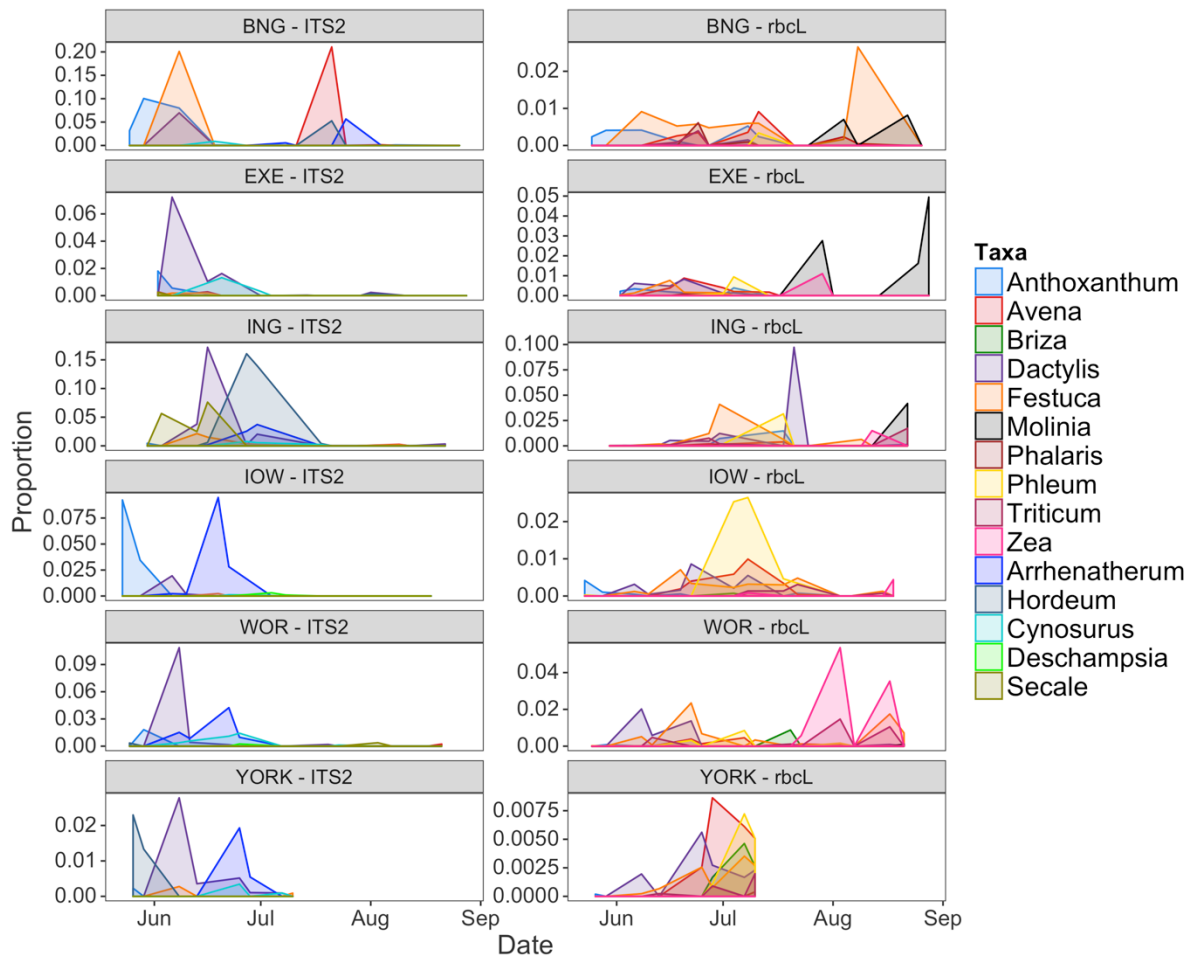 BNG - ITS2
BNG - rbcL
0.20
0.15
0.10
0.05
0.00
0.02
0.01
0.00
EXE - ITS2
EXE - rbcL
0.06
0.04
0.02
0.00
0.05
0.04
0.03
0.02
0.01
0.00
ING - ITS2
ING - rbcL
0.15
0.10
0.05
0.00
0.100
0.075
0.050
0.025
0.000
IOW - ITS2
IOW - rbcL
0.075
0.050
0.025
0.000
0.02
0.01
0.00
WOR - ITS2
WOR - rbcL
0.09
0.06
0.03
0.00
0.04
0.02
0.00
YORK - ITS2
YORK - rbcL
0.02
0.01
0.00
0.0075
0.0050
0.0025
0.0000
Jun Jul Aug Sep
Jun Jul Aug Sep
Proportion
Date
Taxa
Anthoxanthum
Avena
Briza
Dactylis
Festuca
Molinia
Phalaris
Phleum
Triticum
Zea
Arrhenatherum
Hordeum
Cynosurus
Deschampsia
Secale